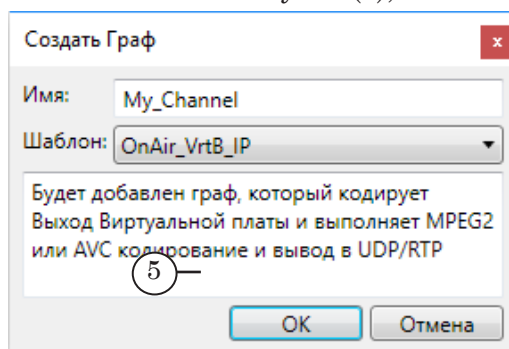 Создать Граф
x
Имя: My_Channel
Шаблон: OnAir_VrtB_IP
Будет добавлен граф, который кодирует
Выход Виртуальной платы и выполняет MPEG2
или AVC кодирование и вывод в UDP/RTP
5
OK Отмена